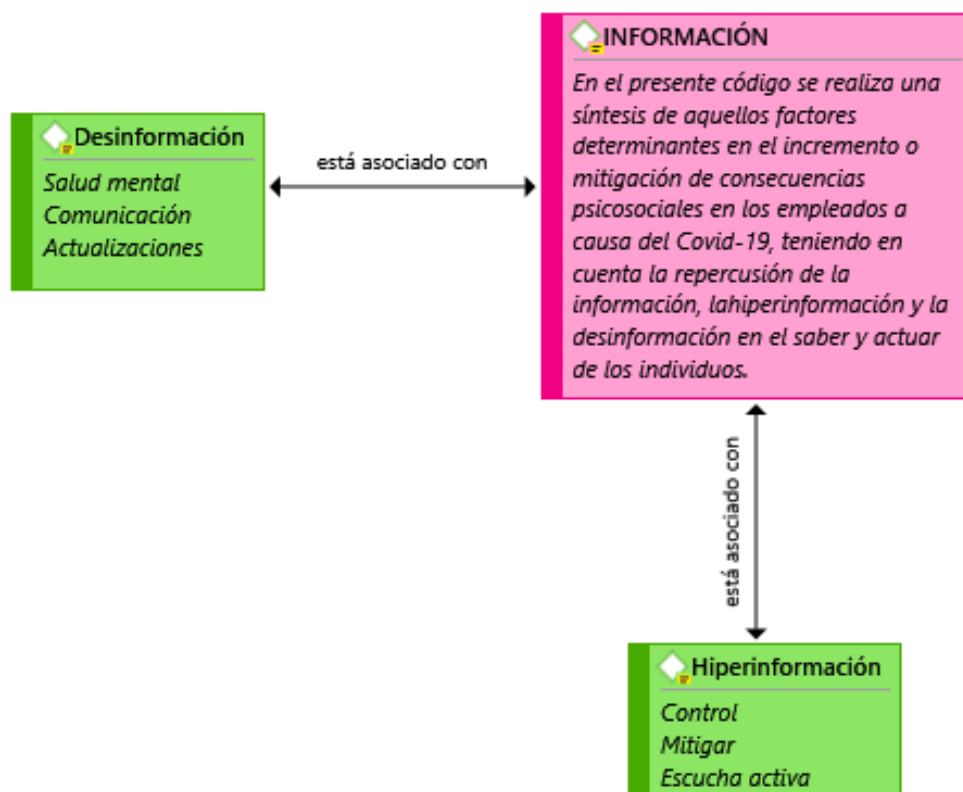 INFORMACIÓN
En el presente código se realiza una
síntesis de aquellos factores
determinantes en el incremento o
mitigación de consecuencias
psicosociales en los empleados a
causa del Covid-19, teniendo en
cuenta la repercusión de la
información, lahiperinformación y la
desinformación en el saber y actuar
de los individuos.
Desinformación
Salud mental
Comunicación
Actualizaciones
está asociado con
está asociado con
Hiperinformación
Control
Mitigar
Escucha activa